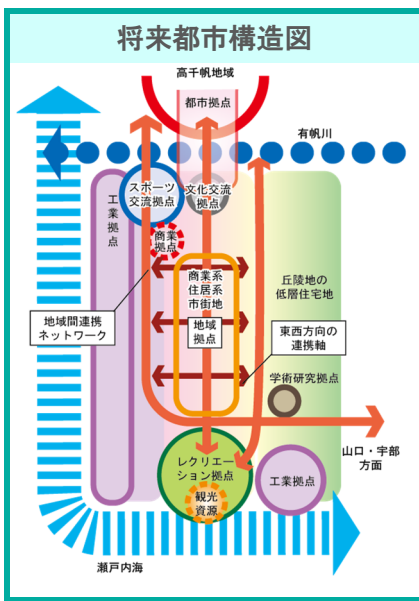 将来都市構造図
高千帆地域
都市拠点
有帆川
スポーツ
交流拠点
文化交流
拠点
工業拠点
商業
拠点
商業系
住居系
市街地
地域
拠点
丘陵地の
低層住宅地
地域間連携
ネットワーク
東西方向の
連携軸
学術研究拠点
山口・宇部
方面
レクリエー
ション拠点
観光
資源
工業拠点
瀬戸内海